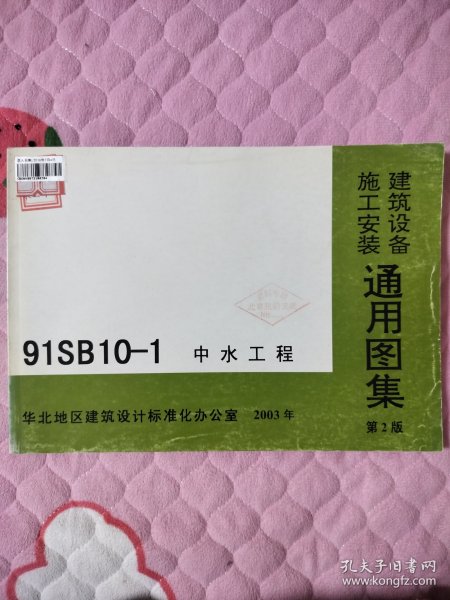 建筑设备
施工安装
通用图集
第2版
91SB10-1 中水工程
华北地区建筑设计标准化办公室 2003年
孔夫子旧书网
www.kongfz.com